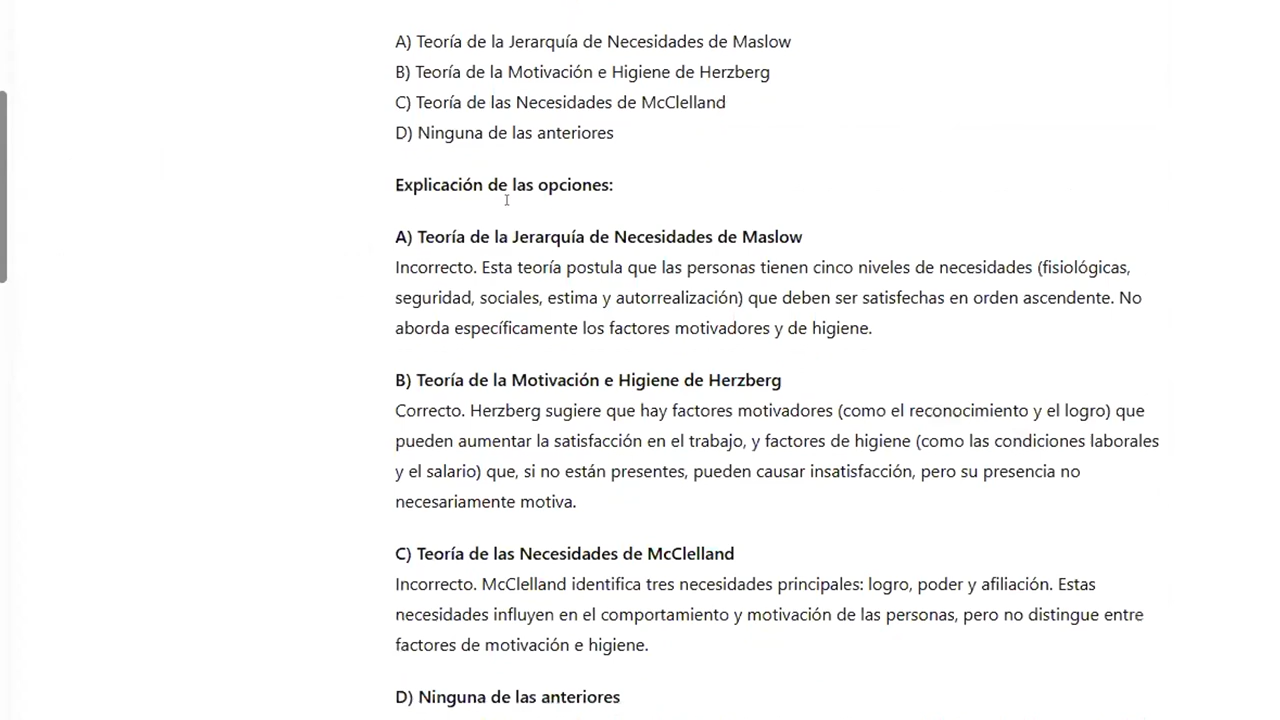 A) Teoría de la Jerarquía de Necesidades de Maslow
B) Teoría de la Motivación e Higiene de Herzberg
C) Teoría de las Necesidades de McClelland
D) Ninguna de las anteriores
Explicación de las opciones:
A) Teoría de la Jerarquía de Necesidades de Maslow
Incorrecto. Esta teoría postula que las personas tienen cinco niveles de necesidades (fisiológicas,
seguridad, sociales, estima y autorrealización) que deben ser satisfechas en orden ascendente. No
aborda específicamente los factores motivadores y de higiene.
B) Teoría de la Motivación e Higiene de Herzberg
Correcto. Herzberg sugiere que hay factores motivadores (como el reconocimiento y el logro) que
pueden aumentar la satisfacción en el trabajo, y factores de higiene (como las condiciones laborales
y el salario) que, si no están presentes, pueden causar insatisfacción, pero su presencia no
necesariamente motiva.
C) Teoría de las Necesidades de McClelland
Incorrecto. McClelland identifica tres necesidades principales: logro, poder y afiliación. Estas
necesidades influyen en el comportamiento y motivación de las personas, pero no distingue entre
factores de motivación e higiene.
D) Ninguna de las anteriores